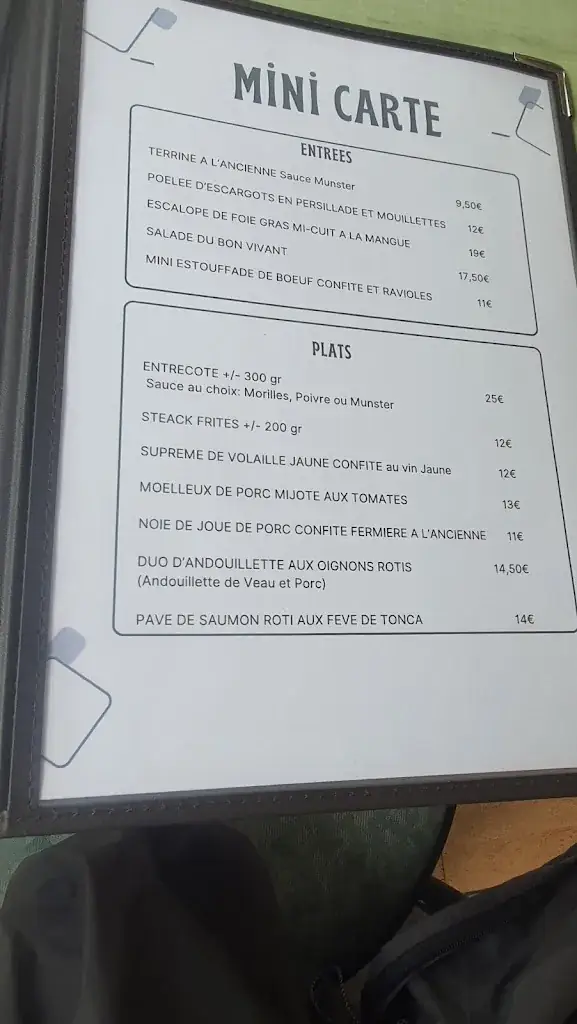 MİNİ CARTE
ENTREES
TERRINE A L'ANCIENNE Sauce Munster 9,50€
POELEE D'ESCARGOTS EN PERSILLADE ET MOUILLETTES 12€
ESCALOPE DE FOIE GRAS MI-CUIT A LA MANGUE 19€
SALADE DU BON VIVANT 17,50€
MINI ESTOUFFADE DE BOEUF CONFITE ET RAVIOLES 11€
PLATS
ENTRECOTE +/- 300 gr 25€
Sauce au choix: Morilles, Poivre ou Munster
STEACK FRITES +/- 200 gr 12€
SUPREME DE VOLAILLE JAUNE CONFITE au vin Jaune 12€
MOELLEUX DE PORC MIJOTE AUX TOMATES 13€
NOIE DE JOUE DE PORC CONFITE FERMIERE A L'ANCIENNE 11€
DUO D'ANDOUILLETTE AUX OIGNONS ROTIS 14,50€
(Andouillette de Veau et Porc)
PAVE DE SAUMON ROTI AUX FEVE DE TONCA 14€